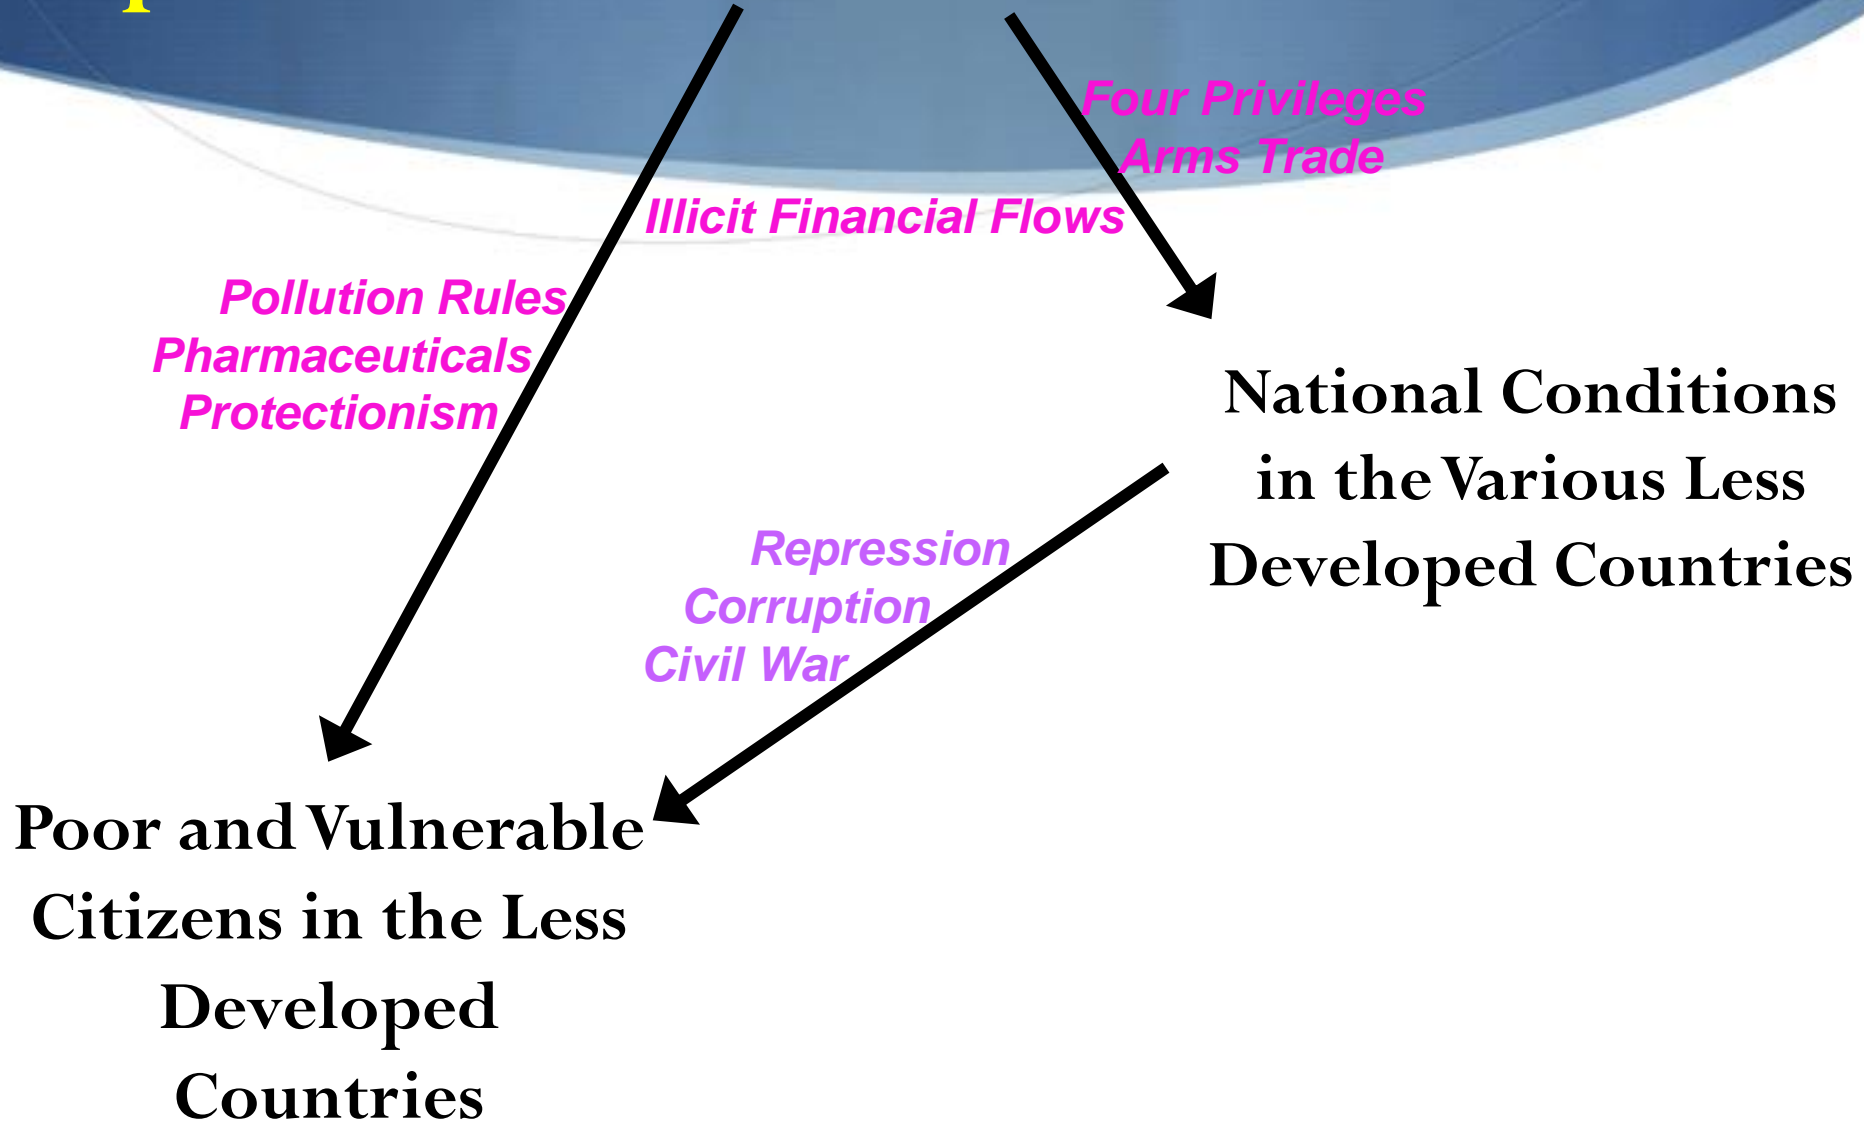 Four Privileges
Arms Trade
Illicit Financial Flows
Pollution Rules
Pharmaceuticals
Protectionism
National Conditions
in the Various Less
Developed Countries
Repression
Corruption
Civil War
Poor and Vulnerable
Citizens in the Less
Developed
Countries